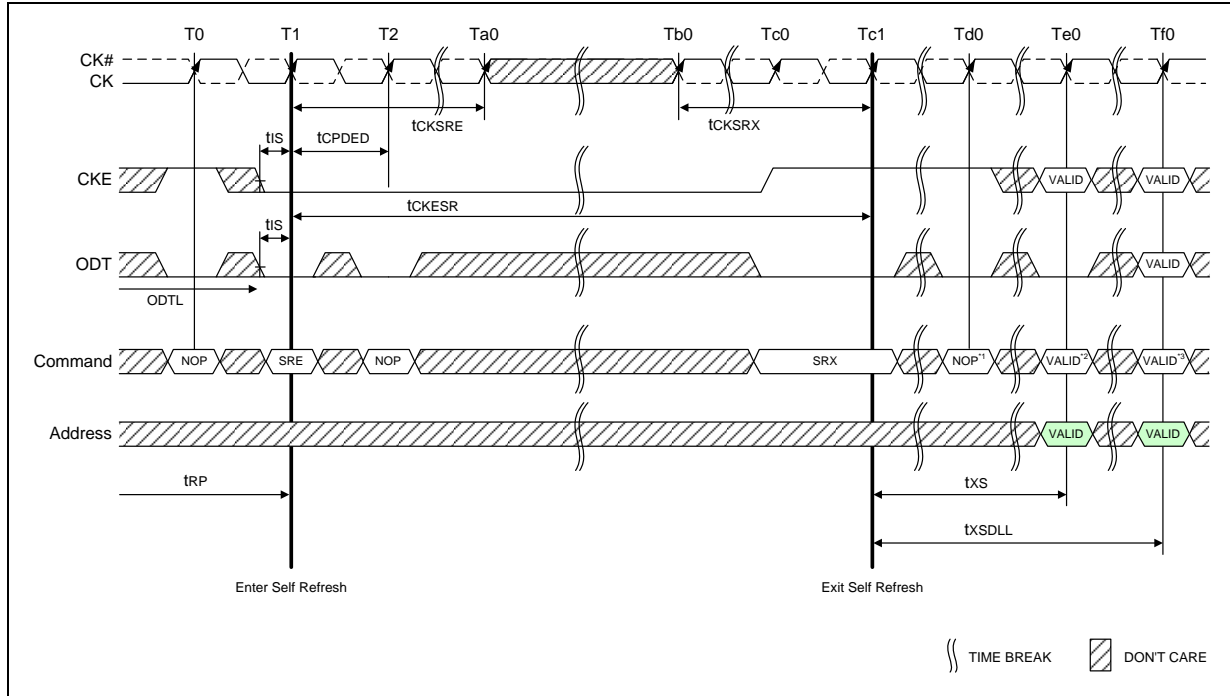 T0 T1 T2 Ta0 Tb0 Tc0 Tc1 Td0 Te0 Tf0
CK#
CK
tCKSRE tCKSRX
tIS tCPDED
CKE VALID VALID
tCKESR
tIS
ODT VALID
ODTL
Command NOP SRE NOP SRX NOP*1 VALID*2 VALID*3
Address VALID VALID
tRP tXS
tXSDLL
Enter Self Refresh Exit Self Refresh
TIME BREAK DON'T CARE